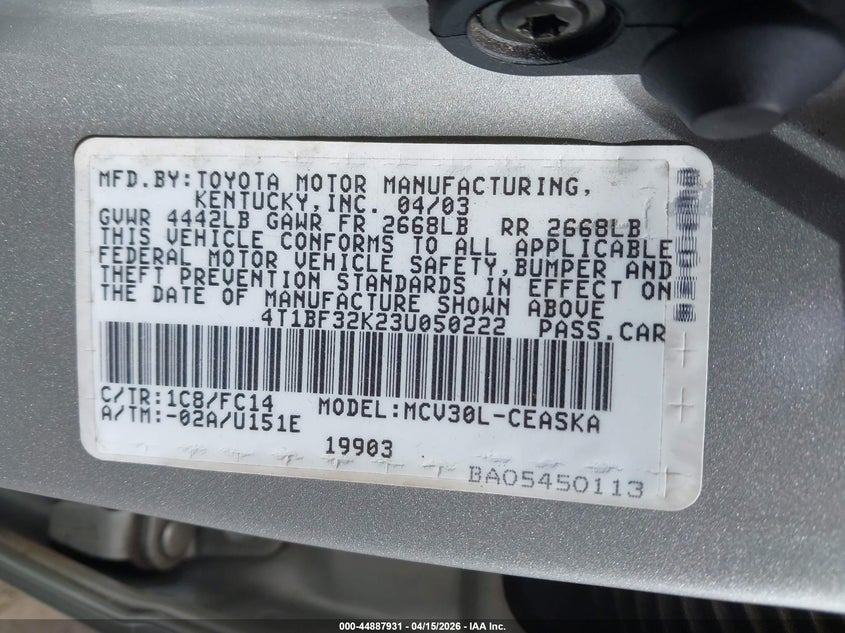 MFD.BY:TOYOTA MOTOR MANUFACTURING,
KENTUCKY,INC. 04/03
GVWR 4442LB GAWR FR 2668LB RR 2668LB
THIS VEHICLE CONFORMS TO ALL APPLICABLE
FEDERAL MOTOR VEHICLE SAFETY,BUMPER AND
THEFT PREVENTION STANDARDS IN EFFECT ON
THE DATE OF MANUFACTURE SHOWN ABOVE
4T1BF32K23U050222 PASS.CAR
C/TR:1C8/FC14
A/TM:-02A/U151E
MODEL:MCV30L-CEASKA
19903
BA05450113
000-44887931 - 04/15/2026 - IAA Inc.